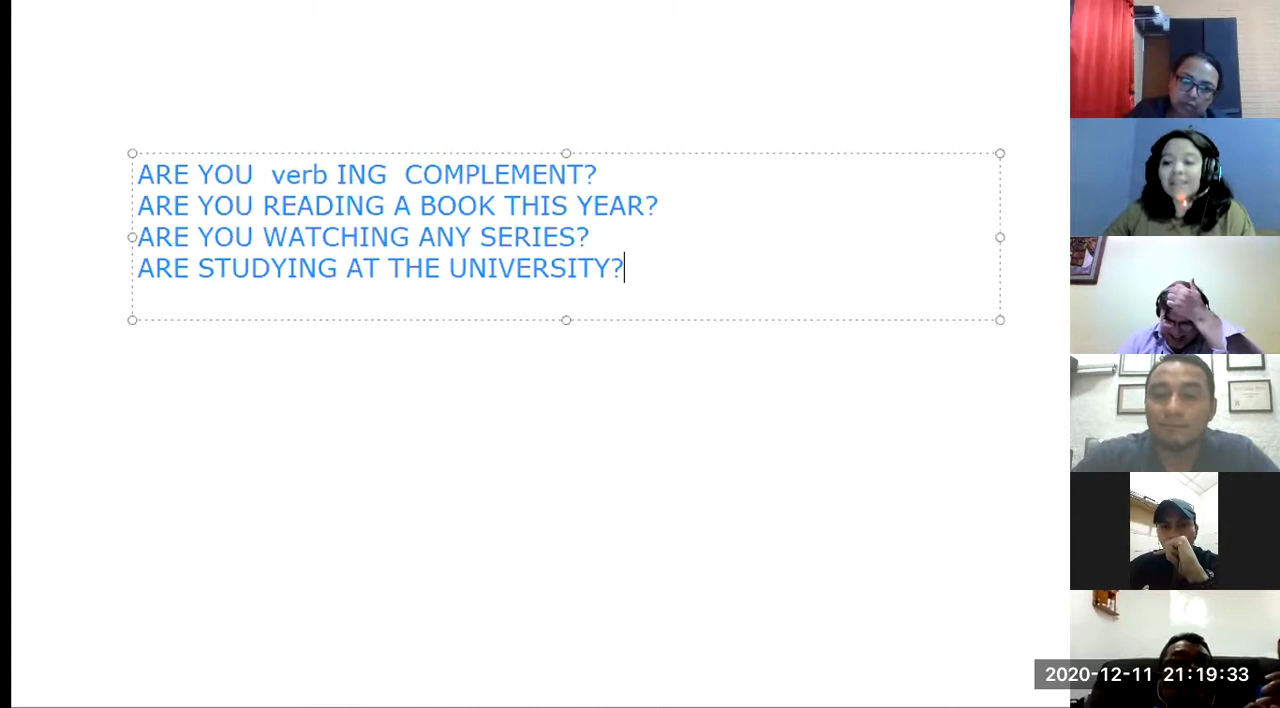 ARE YOU verb ING COMPLEMENT?
ARE YOU READING A BOOK THIS YEAR?
ARE YOU WATCHING ANY SERIES?
ARE STUDYING AT THE UNIVERSITY?
2020-12-11 21:19:33